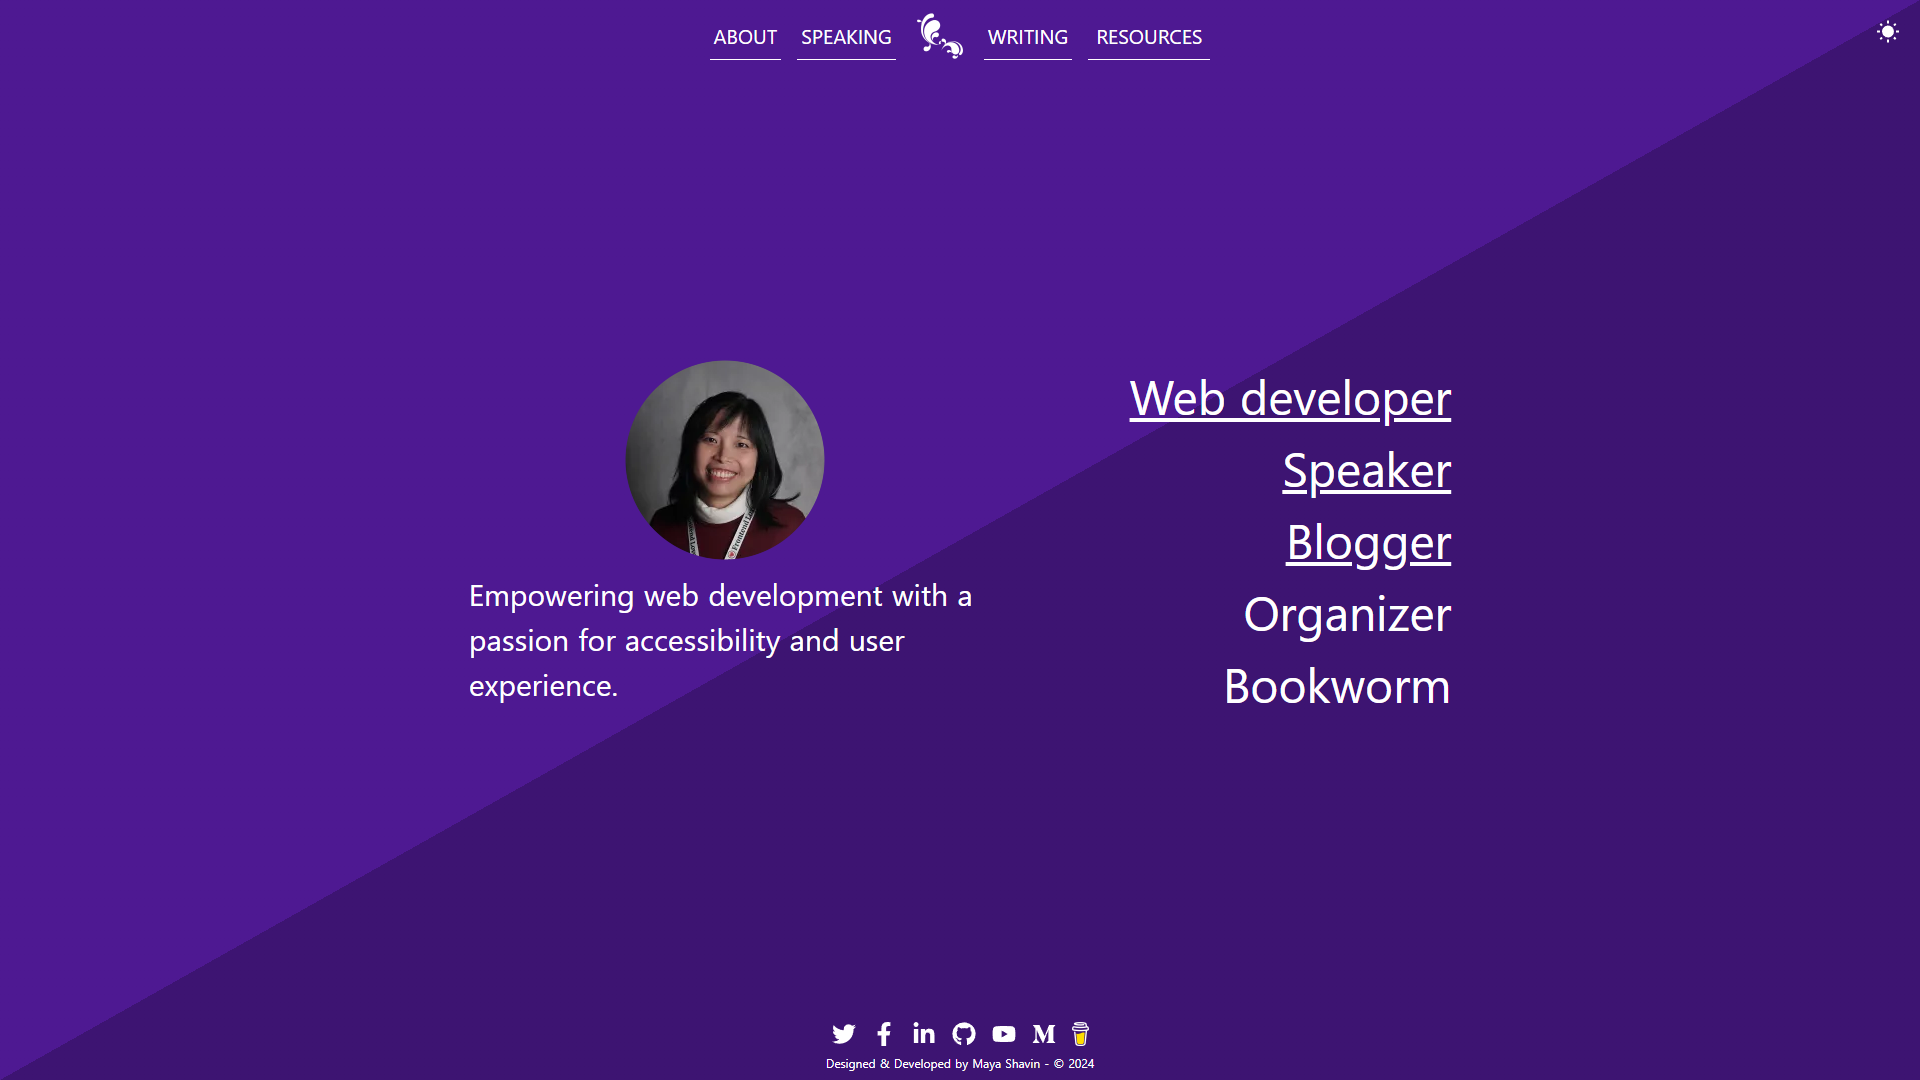 ABOUT SPEAKING WRITING RESOURCES
Empowering web development with a
passion for accessibility and user
experience.
Web developer
Speaker
Blogger
Organizer
Bookworm
Designed & Developed by Maya Shavin - © 2024